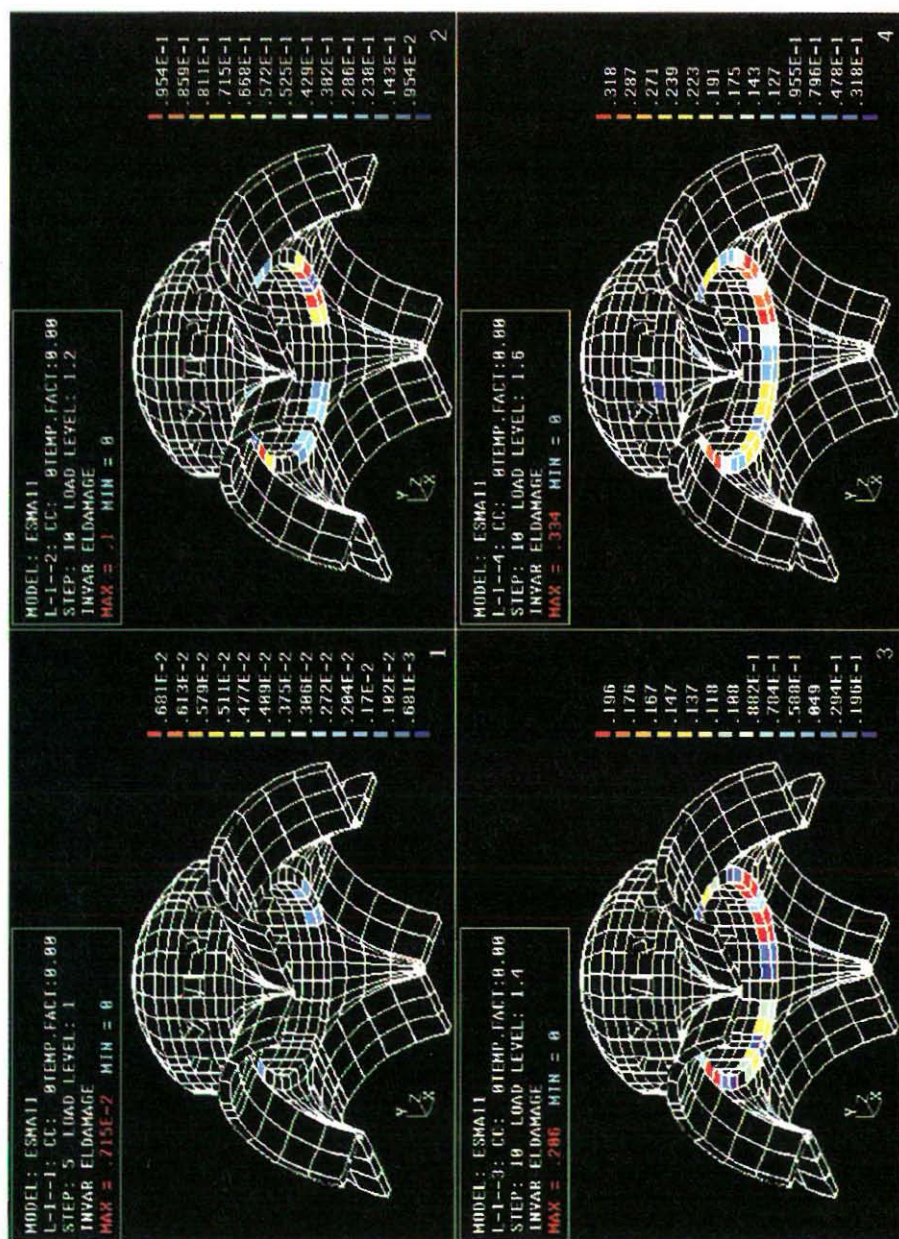 MODEL: ESMA11
L-1--1: CC: 0TEMP.FACT:0.00
STEP: 5 LOAD LEVEL: 1
INVAR ELDAMAGE
MAX = .715E-2 MIN = 0
.681E-2
.613E-2
.579E-2
.511E-2
.477E-2
.409E-2
.375E-2
.306E-2
.272E-2
.204E-2
.17E-2
.102E-2
.681E-3
Y
Z
X
1
MODEL: ESMA11
L-1--2: CC: 0TEMP.FACT:0.00
STEP: 10 LOAD LEVEL: 1.2
INVAR ELDAMAGE
MAX = .1 MIN = 0
.954E-1
.859E-1
.811E-1
.715E-1
.668E-1
.572E-1
.525E-1
.429E-1
.382E-1
.286E-1
.238E-1
.143E-1
.954E-2
Y
Z
X
2
MODEL: ESMA11
L-1--3: CC: 0TEMP.FACT:0.00
STEP: 10 LOAD LEVEL: 1.4
INVAR ELDAMAGE
MAX = .206 MIN = 0
.196
.176
.167
.147
.137
.118
.108
.882E-1
.784E-1
.588E-1
.049
.294E-1
.196E-1
Y
Z
X
3
MODEL: ESMA11
L-1--4: CC: 0TEMP.FACT:0.00
STEP: 10 LOAD LEVEL: 1.6
INVAR ELDAMAGE
MAX = .334 MIN = 0
.318
.287
.271
.239
.223
.191
.175
.143
.127
.955E-1
.796E-1
.478E-1
.318E-1
Y
Z
X
4